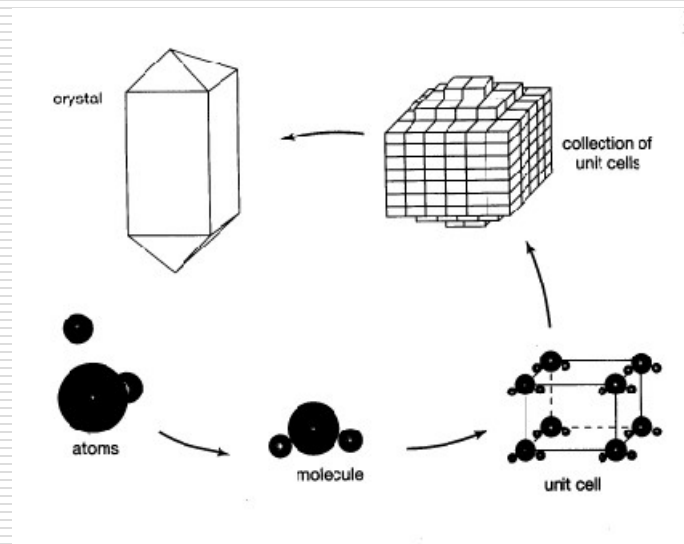 crystal
collection of
unit cells
atoms
molecule
unit cell